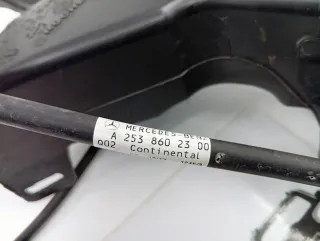 MERCEDES-BENZ
A 253 860 23 00
002 Continental